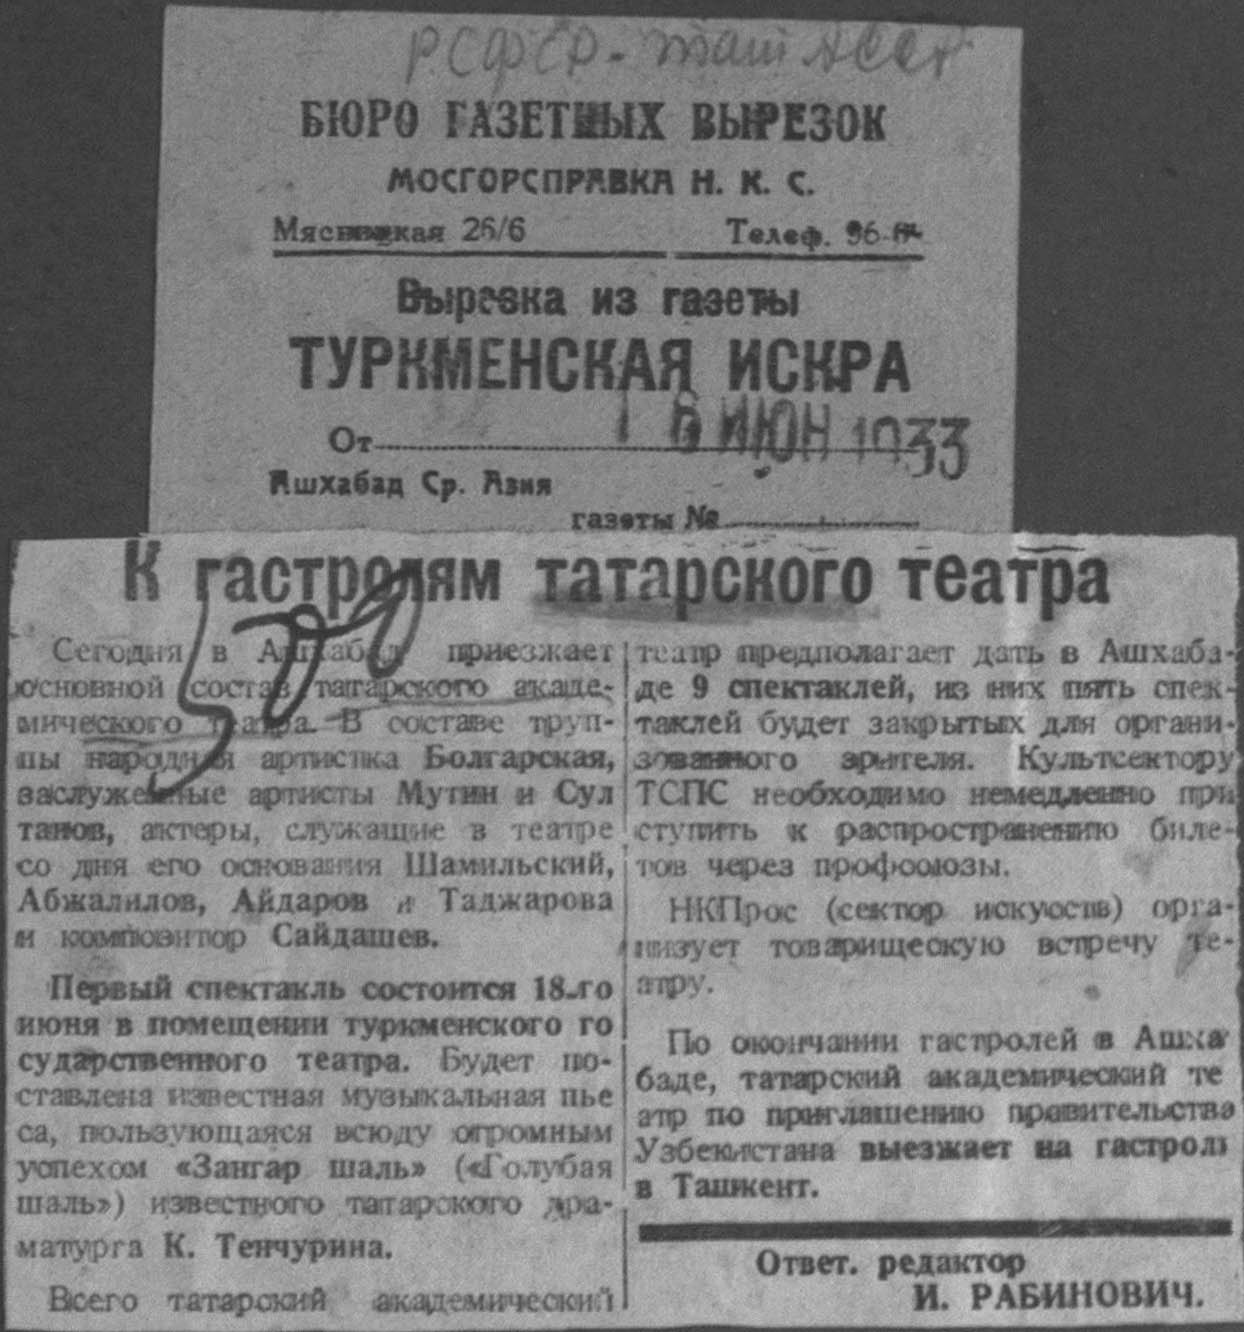 РСФСР - Тат АССР
БЮРО ГАЗЕТНЫХ ВЫРЕЗОК
МОСГОРСПРАВКА Н. К. С.
Мясницкая 26/6 Телеф. 96-
Вырезка из газеты
ТУРКМЕНСКАЯ ИСКРА
От 16 ИЮН 1933
Ашхабад Ср. Азия
газеты №
К гастролям татарского театра
Сегодня в Ашхабад приезжает
основной состав татарского акаде-
мического театра. В составе труп-
пы народная артистка Болгарская,
заслуженные артисты Мутин и Сул
танов, актеры, служащие в театре
со дня его основания Шамильский,
Абжалилов, Айдаров и Таджарова
и композитор Сайдашев.
Первый спектакль состоится 18-го
июня в помещении туркменского го
сударственного театра. Будет по-
ставлена известная музыкальная пье
са, пользующаяся всюду огромным
успехом «Зангар шаль» («Голубая
шаль») известного татарского дра-
матурга К. Тенчурина.
Всего татарский академический
театр предполагает дать в Ашхаба-
де 9 спектаклей, из них пять спек-
таклей будет закрытых для органи-
зованного зрителя. Культсектору
ТСПС необходимо немедленно при
ступить к распространению биле-
тов через профсоюзы.
НКПрос (сектор искусств) орга-
низует товарищескую встречу те-
атру.
По окончании гастролей в Ашха
баде, татарский академический те
атр по приглашению правительства
Узбекистана выезжает на гастроли
в Ташкент.
Ответ. редактор
И. РАБИНОВИЧ.